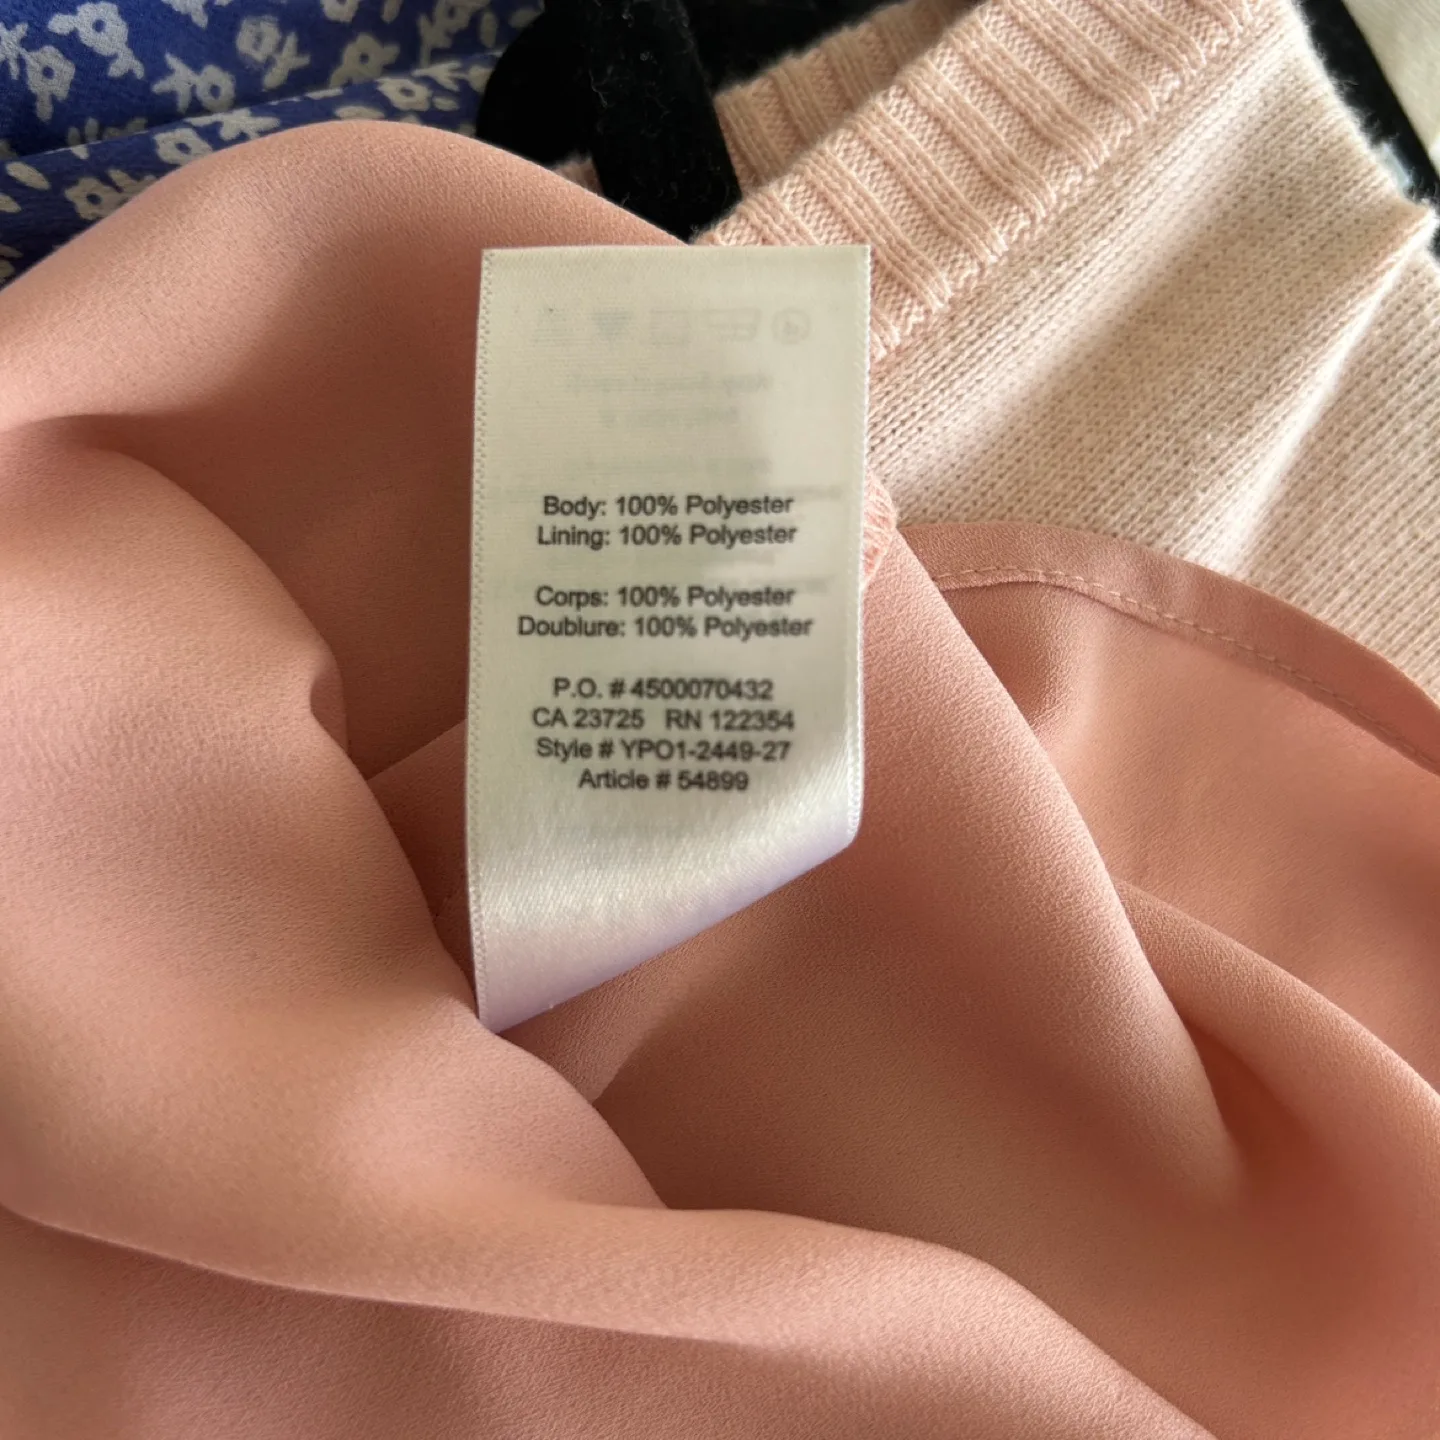 Body: 100% Polyester
Lining: 100% Polyester
Corps: 100% Polyester
Doublure: 100% Polyester
P.O. # 4500070432
CA 23725 RN 122354
Style # YPO1-2449-27
Article # 54899